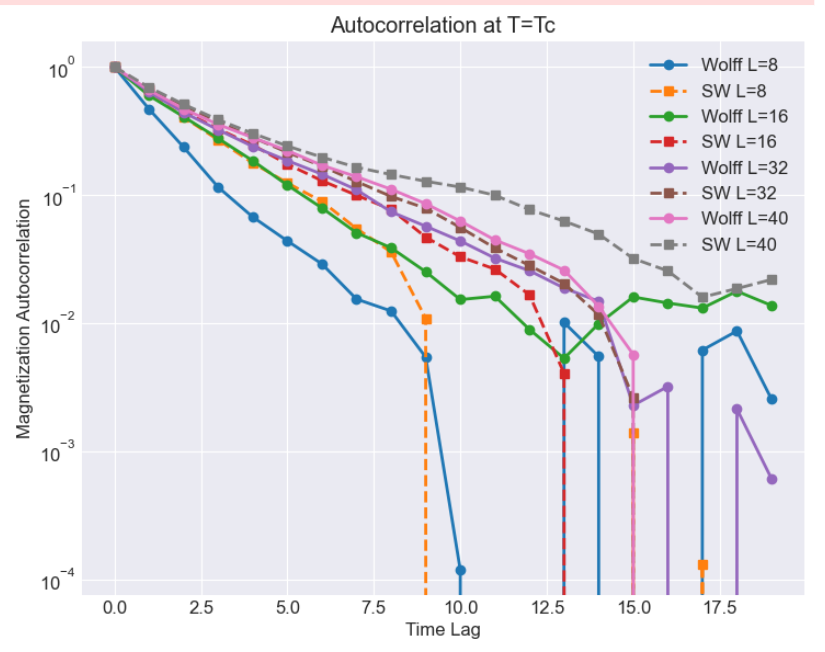 Autocorrelation at T=Tc
Wolff L=8
SW L=8
Wolff L=16
SW L=16
Wolff L=32
SW L=32
Wolff L=40
SW L=40
Magnetization Autocorrelation
10⁰
10⁻¹
10⁻²
10⁻³
10⁻⁴
0.0 2.5 5.0 7.5 10.0 12.5 15.0 17.5
Time Lag